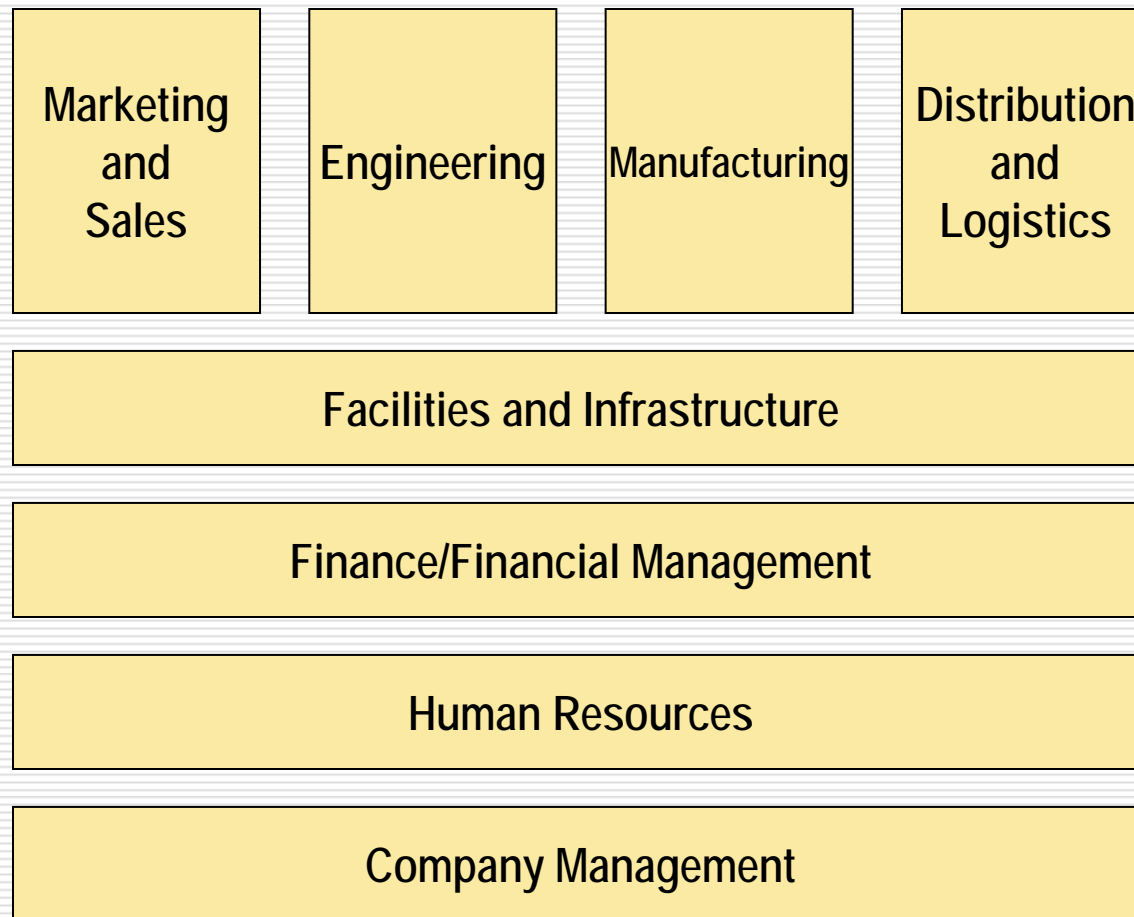 Marketing
and
Sales
Engineering
Manufacturing
Distribution
and
Logistics
Facilities and Infrastructure
Finance/Financial Management
Human Resources
Company Management